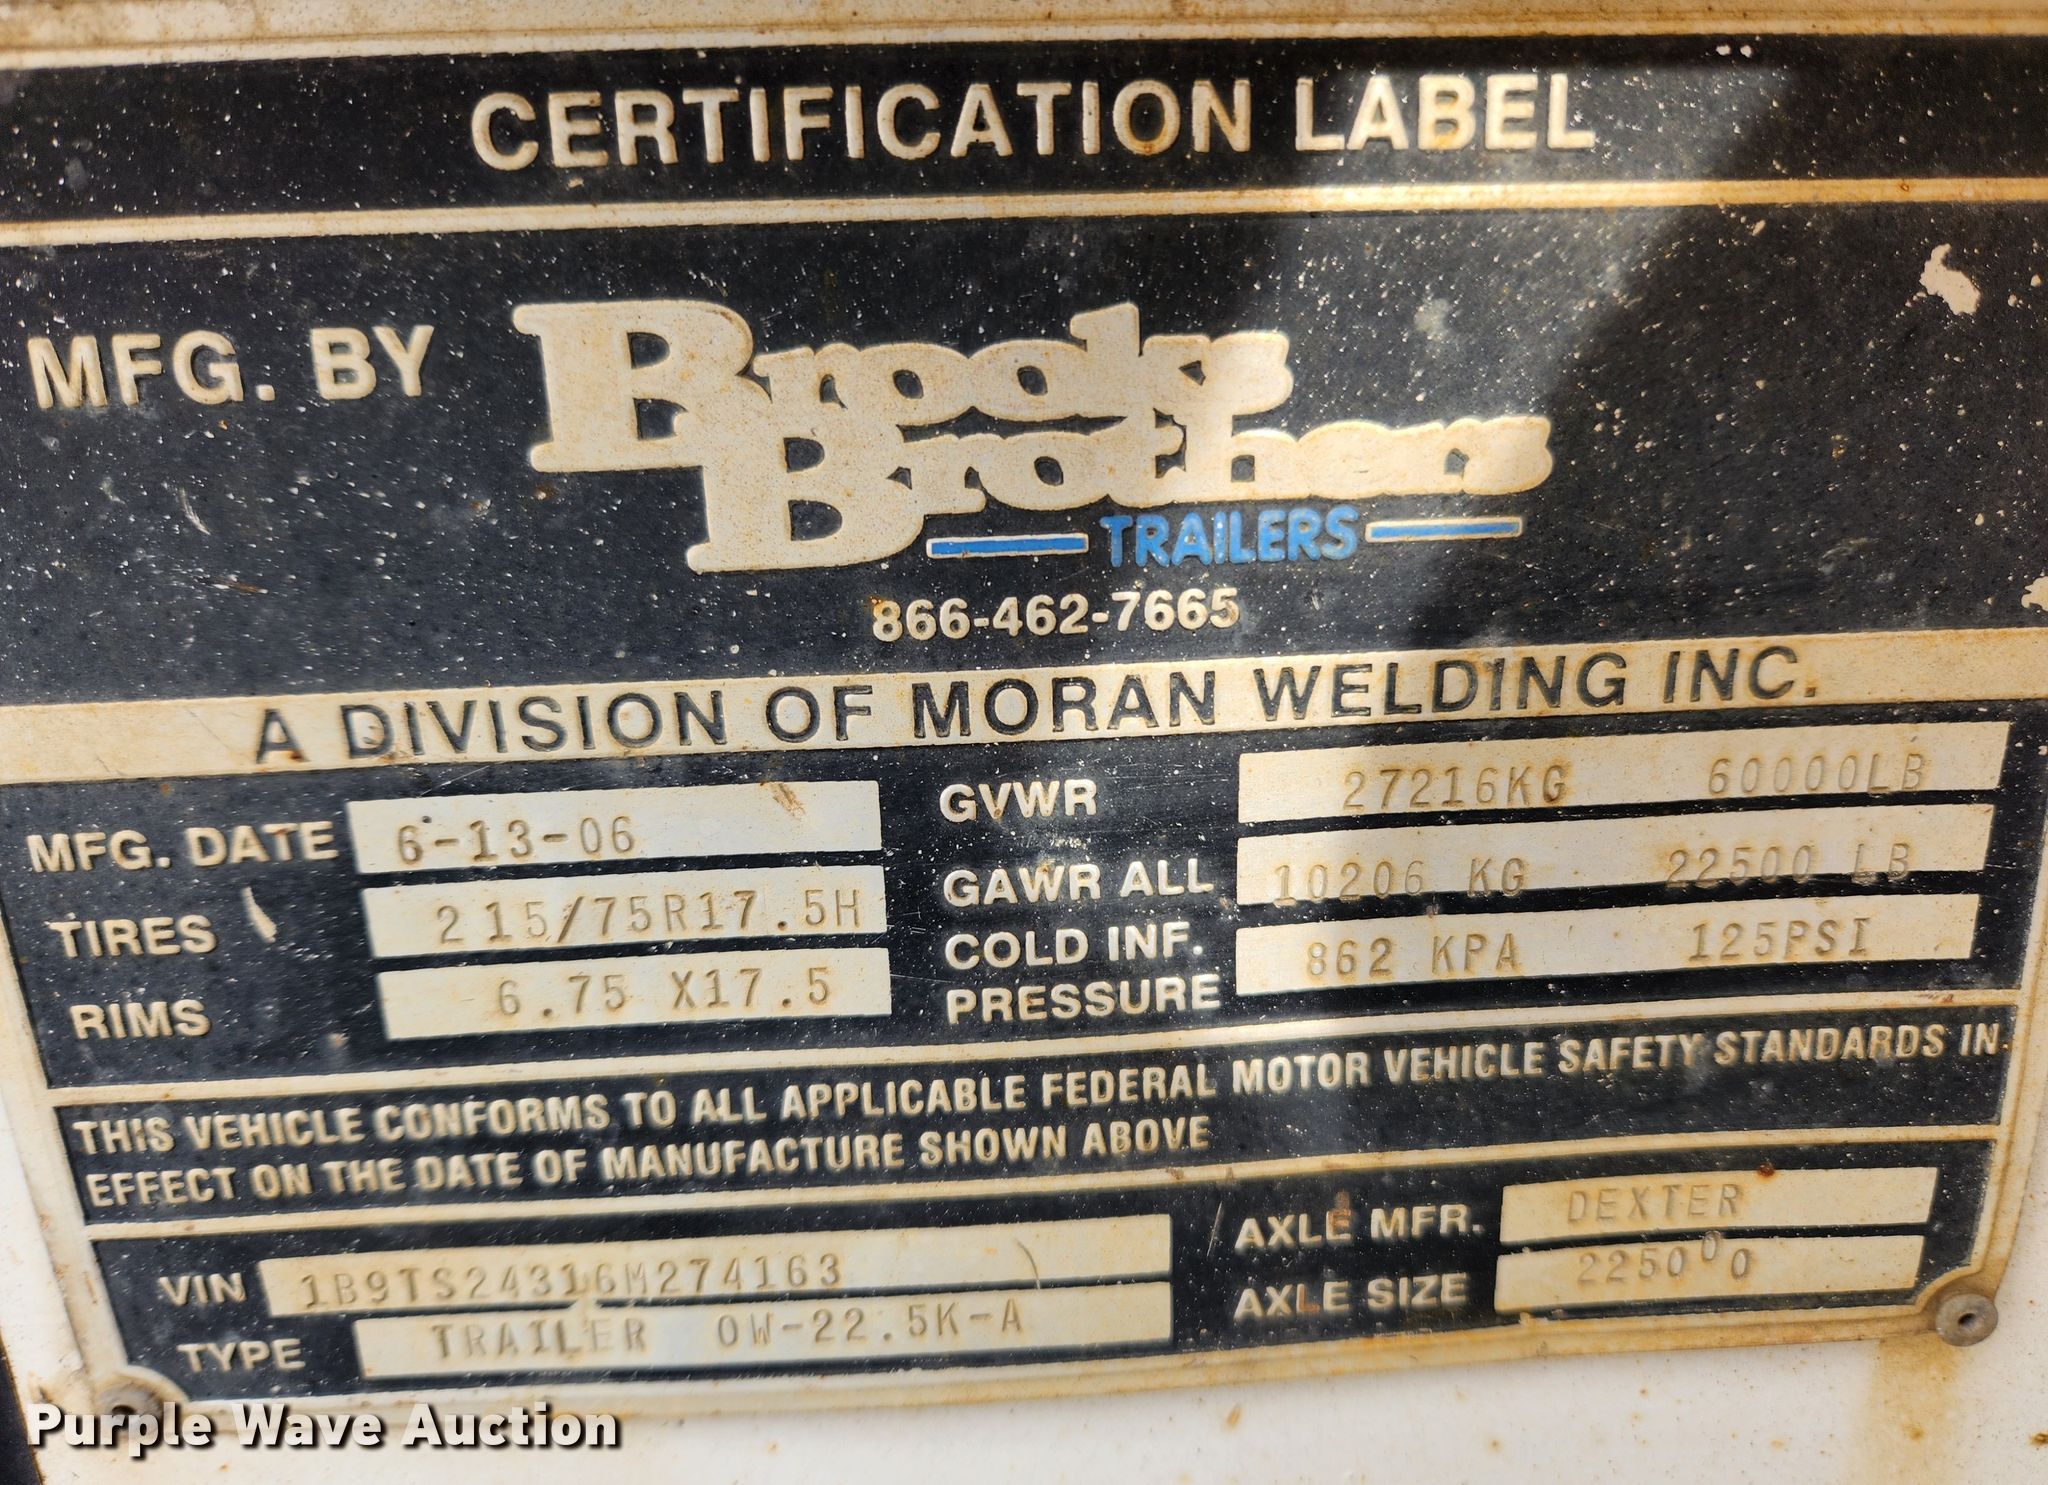 CERTIFICATION LABEL
MFG. BY Brooks Brothers
TRAILERS
866-462-7665
A DIVISION OF MORAN WELDING INC.
MFG. DATE 6-13-06
TIRES 215/75R17.5H
RIMS 6.75 X17.5
GVWR 27216KG 60000LB
GAWR ALL 10206 KG 22500 LB
COLD INF. PRESSURE 862 KPA 125PSI
THIS VEHICLE CONFORMS TO ALL APPLICABLE FEDERAL MOTOR VEHICLE SAFETY STANDARDS IN
EFFECT ON THE DATE OF MANUFACTURE SHOWN ABOVE
VIN 1B9TS24316M274163
TYPE TRAILER OW-22.5K-A
AXLE MFR. DEXTER
AXLE SIZE 225000
Purple Wave Auction